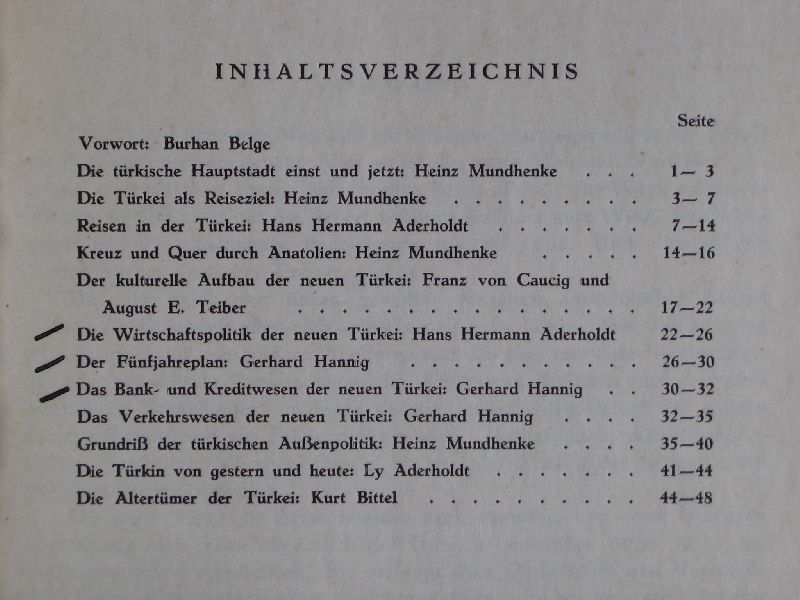 INHALTSVERZEICHNIS
Seite
Vorwort: Burhan Belge
Die türkische Hauptstadt einst und jetzt: Heinz Mundhenke . . . 1— 3
Die Türkei als Reiseziel: Heinz Mundhenke . . . . . . . . . 3— 7
Reisen in der Türkei: Hans Hermann Aderholdt . . . . . . . 7—14
Kreuz und Quer durch Anatolien: Heinz Mundhenke . . . . . 14—16
Der kulturelle Aufbau der neuen Türkei: Franz von Caucig und
August E. Teiber . . . . . . . . . . . . . . . . 17—22
Die Wirtschaftspolitik der neuen Türkei: Hans Hermann Aderholdt 22—26
Der Fünfjahreplan: Gerhard Hannig . . . . . . . . . . . 26—30
Das Bank- und Kreditwesen der neuen Türkei: Gerhard Hannig . . 30—32
Das Verkehrswesen der neuen Türkei: Gerhard Hannig . . . . 32—35
Grundriß der türkischen Außenpolitik: Heinz Mundhenke . . . . 35—40
Die Türkin von gestern und heute: Ly Aderholdt . . . . . . . 41—44
Die Altertümer der Türkei: Kurt Bittel . . . . . . . . . . 44—48